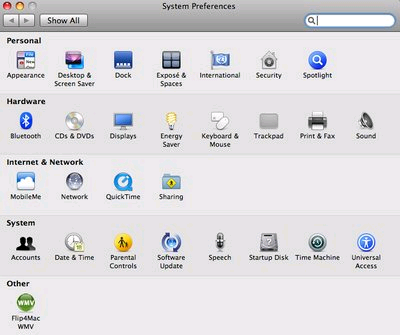 System Preferences
Show All
Personal
Appearance
Desktop &
Screen Saver
Dock
Exposé &
Spaces
International
Security
Spotlight
Hardware
Bluetooth
CDs & DVDs
Displays
Energy
Saver
Keyboard &
Mouse
Trackpad
Print & Fax
Sound
Internet & Network
MobileMe
Network
QuickTime
Sharing
System
Accounts
Date & Time
Parental
Controls
Software
Update
Speech
Startup Disk
Time Machine
Universal
Access
Other
WMV
Flip4Mac
WMV